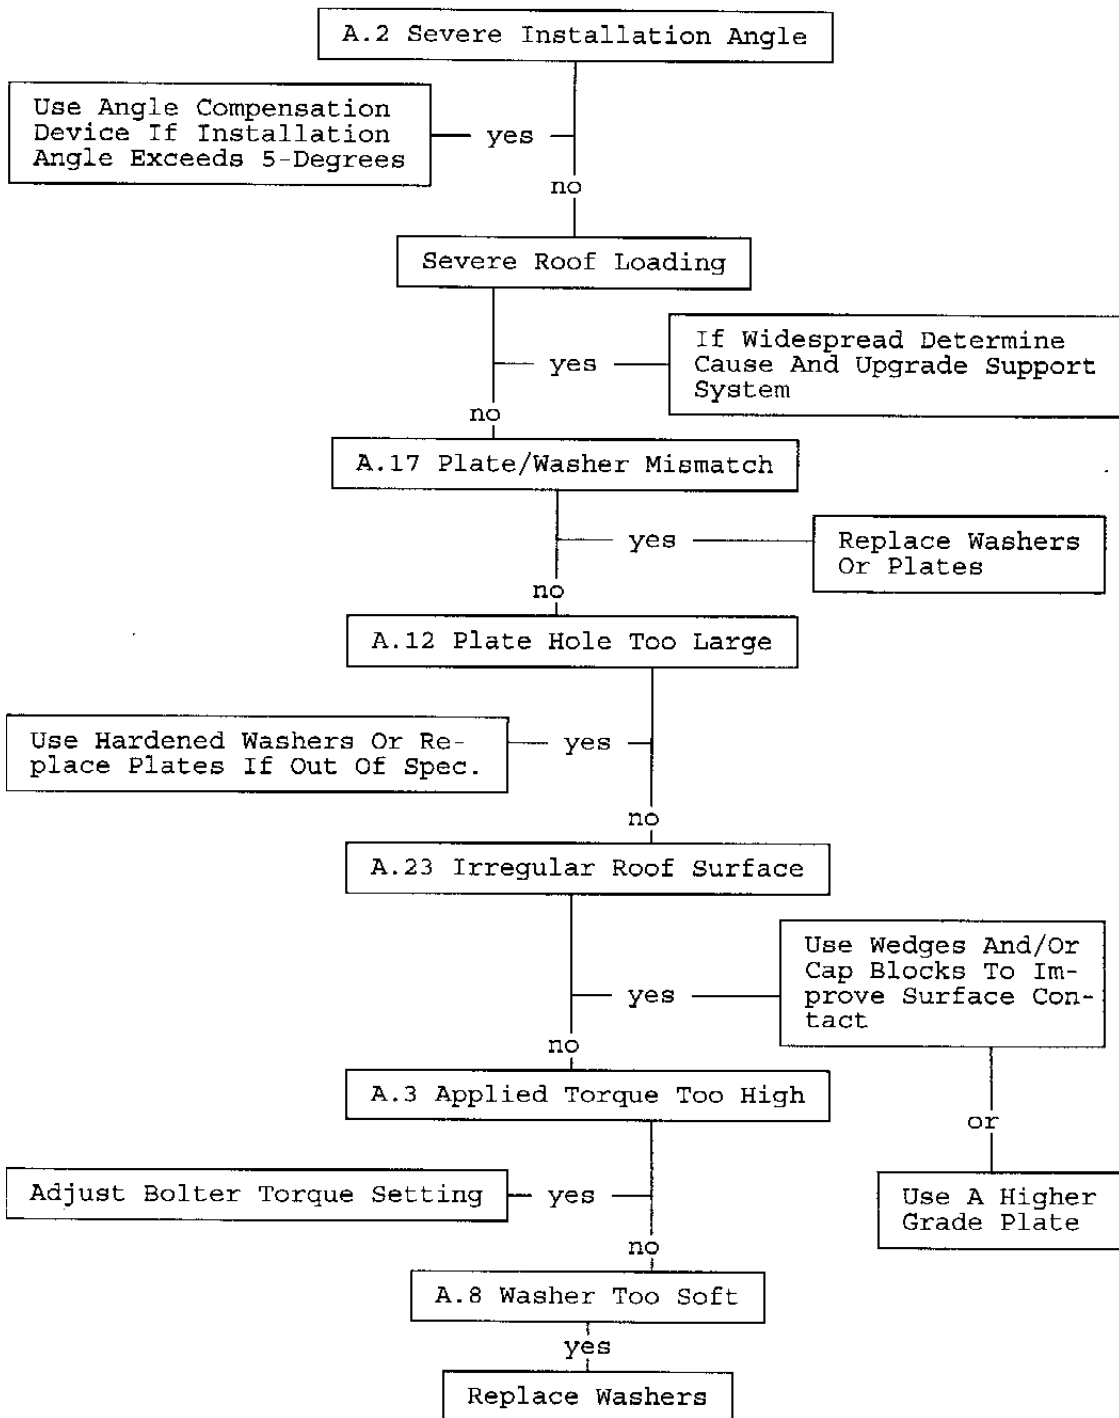 A.2 Severe Installation Angle
Use Angle Compensation
Device If Installation
Angle Exceeds 5-Degrees
yes
no
Severe Roof Loading
If Widespread Determine
Cause And Upgrade Support
System
yes
no
A.17 Plate/Washer Mismatch
yes
Replace Washers
Or Plates
no
A.12 Plate Hole Too Large
Use Hardened Washers Or Re-
place Plates If Out Of Spec.
yes
no
A.23 Irregular Roof Surface
Use Wedges And/Or
Cap Blocks To Im-
prove Surface Con-
tact
yes
no
A.3 Applied Torque Too High
or
Adjust Bolter Torque Setting
yes
Use A Higher
Grade Plate
no
A.8 Washer Too Soft
yes
Replace Washers